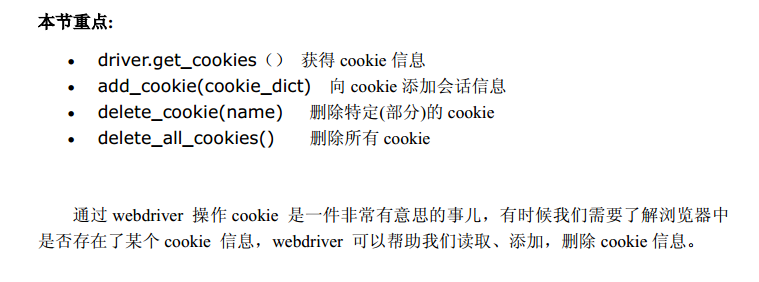 本节重点:
• driver.get_cookies（） 获得 cookie 信息
• add_cookie(cookie_dict) 向 cookie 添加会话信息
• delete_cookie(name) 删除特定(部分)的 cookie
• delete_all_cookies() 删除所有 cookie
通过 webdriver 操作 cookie 是一件非常有意思的事儿，有时候我们需要了解浏览器中
是否存在了某个 cookie 信息，webdriver 可以帮助我们读取、添加，删除 cookie 信息。